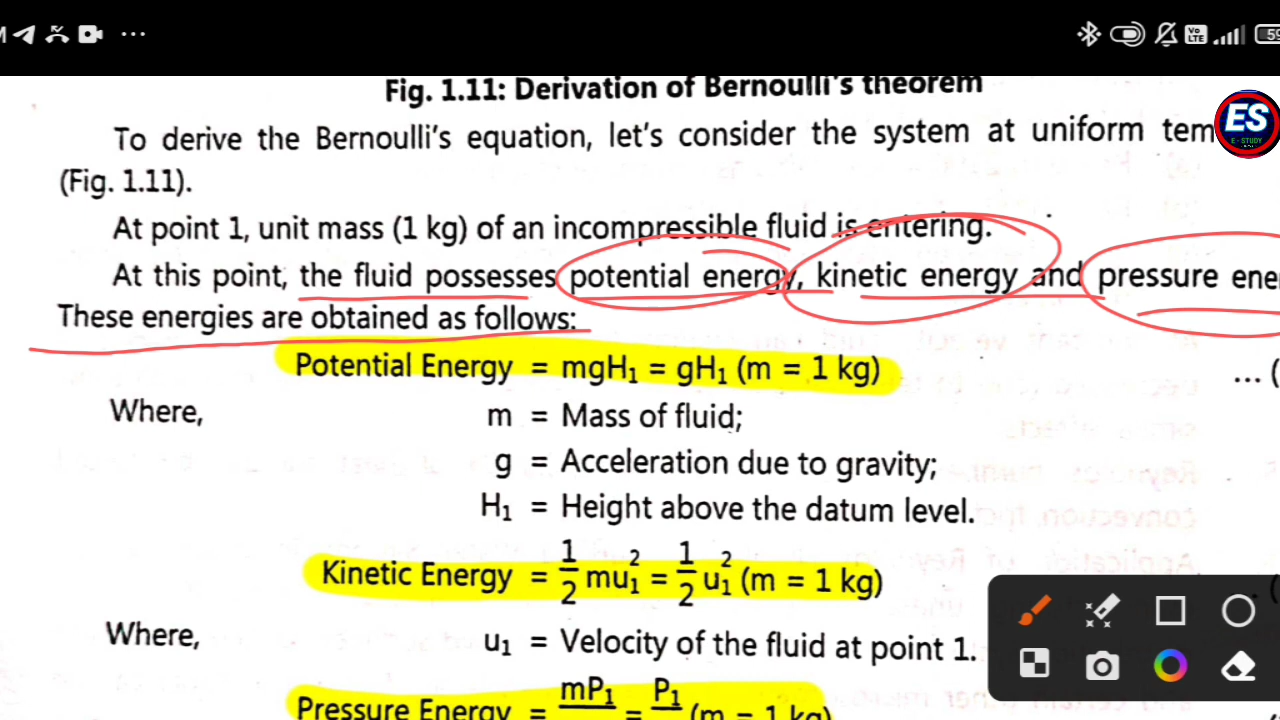 Fig. 1.11: Derivation of Bernoulli's theorem
To derive the Bernoulli's equation, let's consider the system at uniform tem
ES
E - STUDY
(Fig. 1.11).
At point 1, unit mass (1 kg) of an incompressible fluid is entering.
At this point, the fluid possesses potential energy, kinetic energy and pressure ene
These energies are obtained as follows:
Potential Energy = mgH₁ = gH₁ (m = 1 kg) ... (
Where, m = Mass of fluid;
g = Acceleration due to gravity;
H₁ = Height above the datum level.
Kinetic Energy = 1/2 mu₁² = 1/2 u₁² (m = 1 kg)
Where, u₁ = Velocity of the fluid at point 1.
Pressure Energy = mP₁ = P₁ (m = 1 kg)